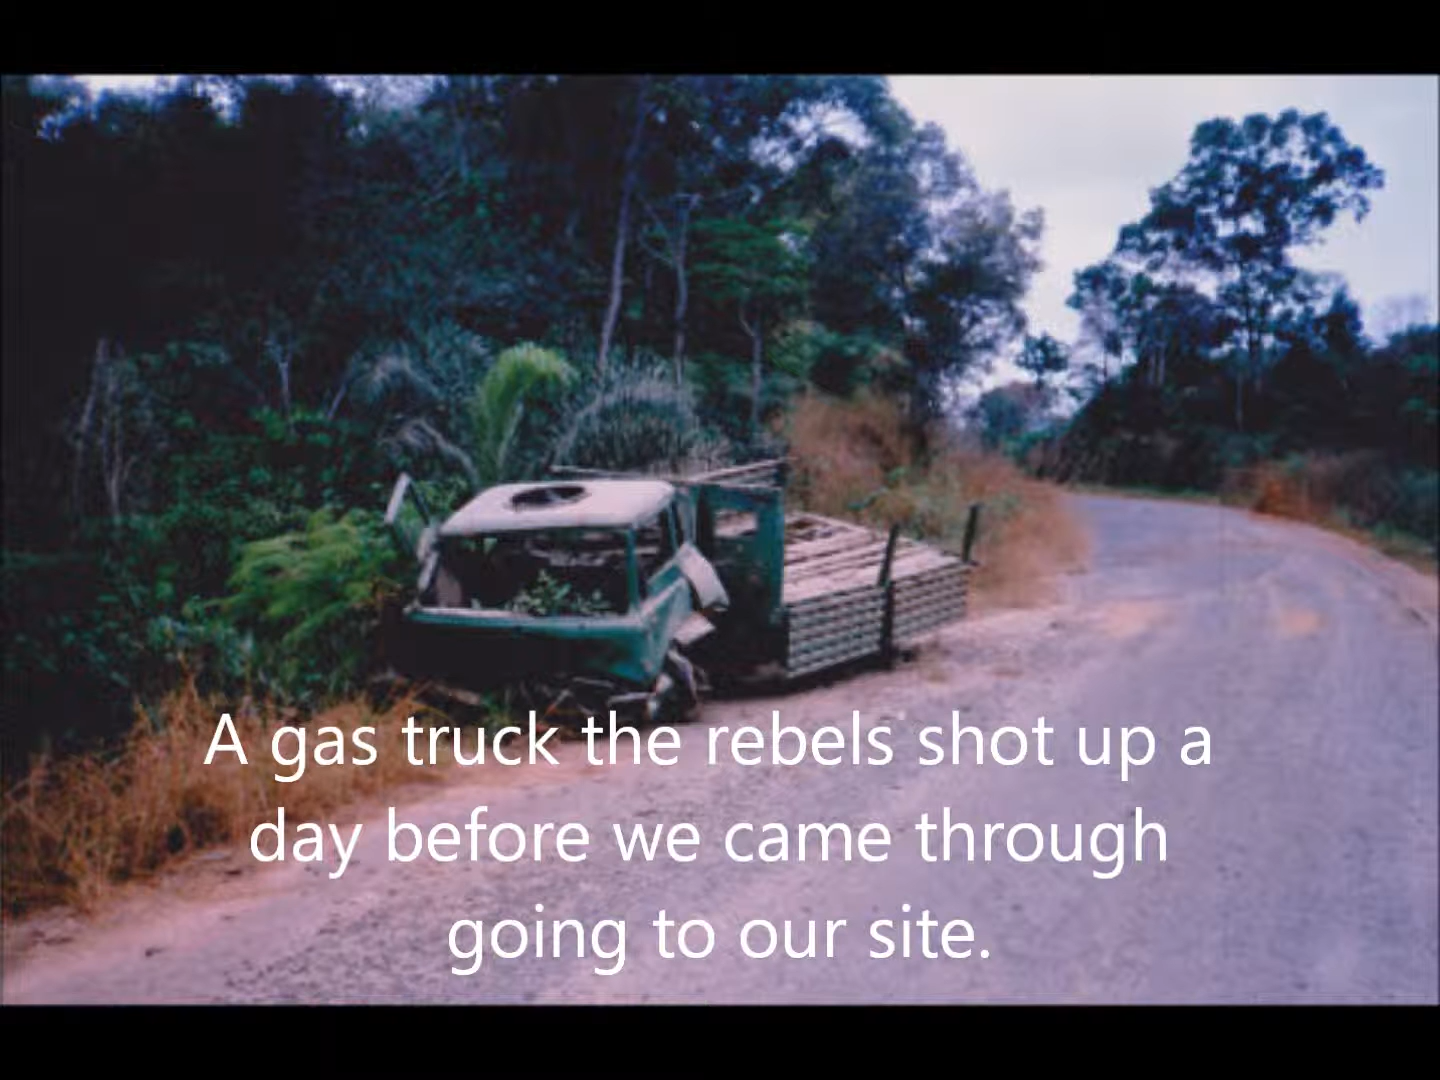 A gas truck the rebels shot up a
day before we came through
going to our site.